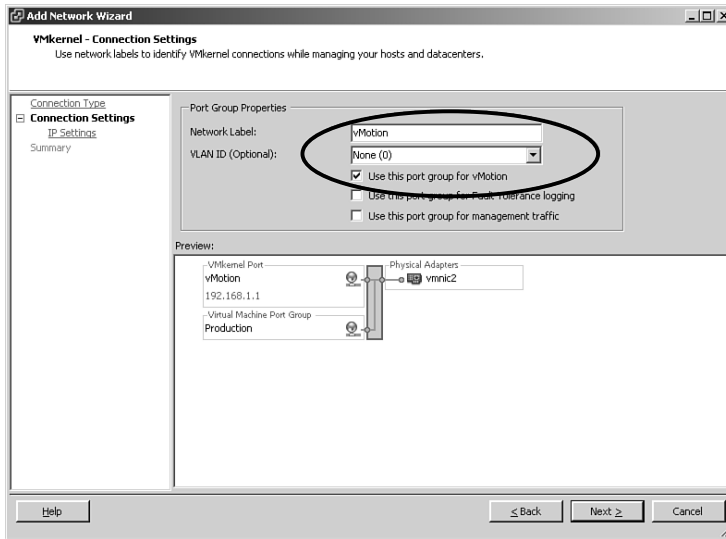 Add Network Wizard
VMkernel - Connection Settings
Use network labels to identify VMkernel connections while managing your hosts and datacenters.
Connection Type
Connection Settings
IP Settings
Summary
Port Group Properties
Network Label:
vMotion
VLAN ID (Optional):
None (0)
Use this port group for vMotion
Use this port group for Fault Tolerance logging
Use this port group for management traffic
Preview:
VMkernel Port
vMotion
192.168.1.1
Virtual Machine Port Group
Production
Physical Adapters
vmnic2
Help
< Back
Next >
Cancel